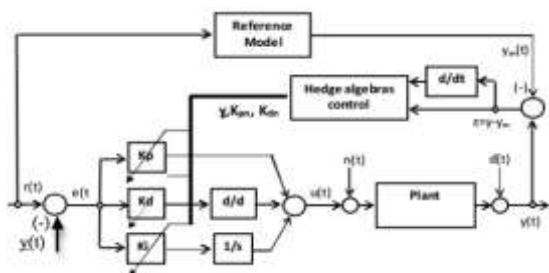 Reference
Model
yₘ(t)
d/dt
(-)
Hedge algebras
control
γ,Kₚₙ, K𝒹ₙ
ε=y-yₘ
Kp
r(t)
e(t
n(t)
d(t)
Kd
d/d
u(t)
Plant
(-)
y(t)
y(t)
Ki
1/s